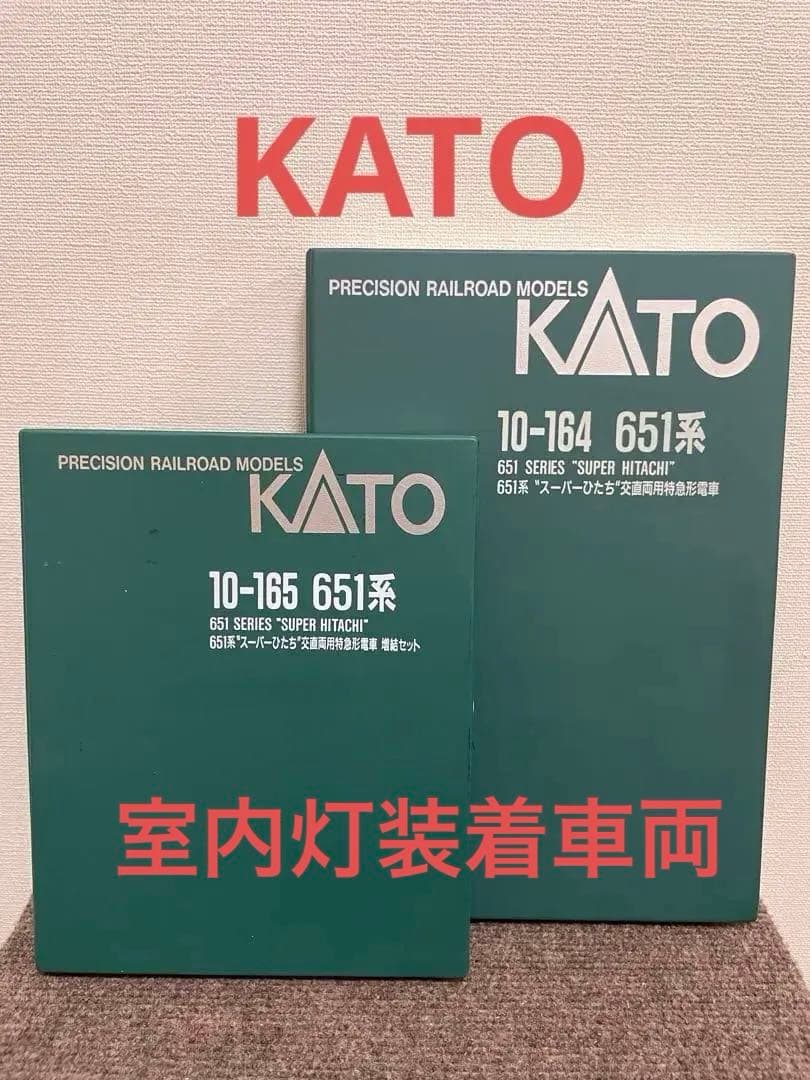 KATO
PRECISION RAILROAD MODELS
KATO
10-164 651系
651 SERIES "SUPER HITACHI"
651系 "スーパーひたち"交直両用特急形電車
PRECISION RAILROAD MODELS
KATO
10-165 651系
651 SERIES "SUPER HITACHI"
651系"スーパーひたち"交直両用特急形電車 増結セット
室内灯装着車両